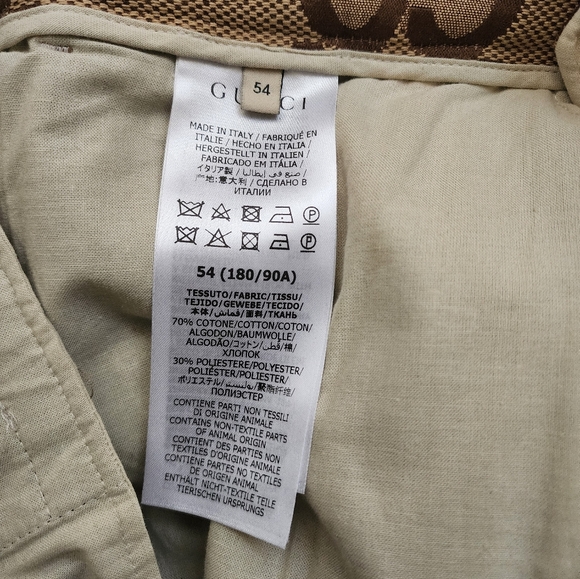 54
GUCCI
MADE IN ITALY / FABRIQUÉ EN
ITALIE / HECHO EN ITALIA /
HERGESTELLT IN ITALIEN /
FABRICADO EM ITÁLIA /
イタリア製 / صنع في إيطاليا /
产地:意大利 / СДЕЛАНО В
ИТАЛИИ
P
P
54 (180/90A)
TESSUTO/FABRIC/TISSU/
TEJIDO/GEWEBE/TECIDO/
本体/قماش/面料/ТКАНЬ
70% COTONE/COTTON/COTON/
ALGODON/BAUMWOLLE/
ALGODÃO/コットン/قطن/棉/
ХЛОПОК
30% POLIESTERE/POLYESTER/
POLIÉSTER/POLIESTER/
ポリエステル/بوليستر/聚酯纤维/
ПОЛИЭСТЕР
CONTIENE PARTI NON TESSILI
DI ORIGINE ANIMALE
CONTAINS NON-TEXTILE PARTS
OF ANIMAL ORIGIN
CONTIENT DES PARTIES NON
TEXTILES D'ORIGINE ANIMALE
CONTIENE PARTES NO TEXTILES
DE ORIGEN ANIMAL
ENTHÄLT NICHT-TEXTILE TEILE
TIERISCHEN URSPRUNGS